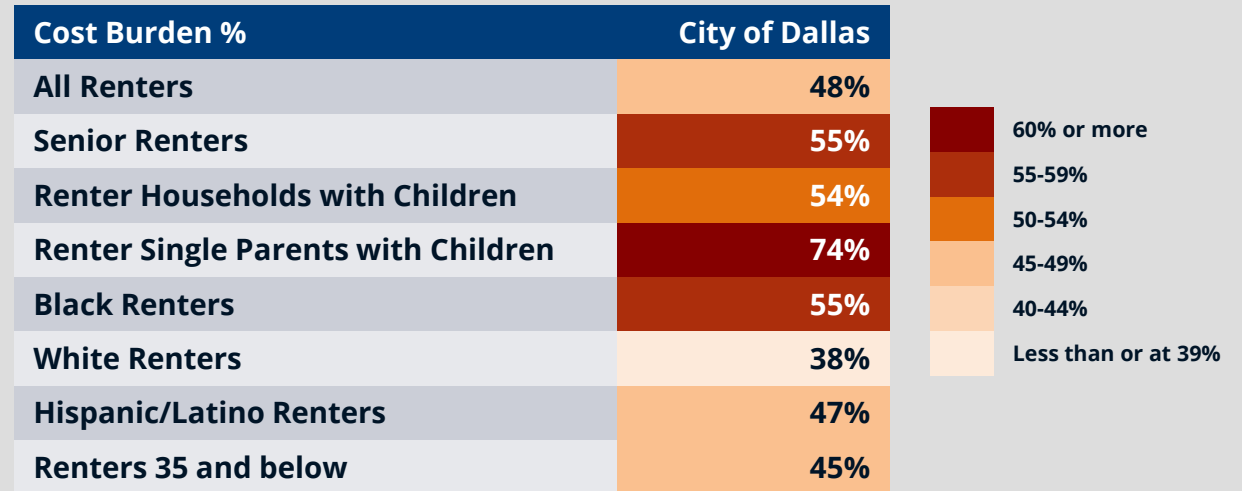 Cost Burden % City of Dallas
All Renters 48%
Senior Renters 55%
Renter Households with Children 54%
Renter Single Parents with Children 74%
Black Renters 55%
White Renters 38%
Hispanic/Latino Renters 47%
Renters 35 and below 45%
60% or more
55-59%
50-54%
45-49%
40-44%
Less than or at 39%